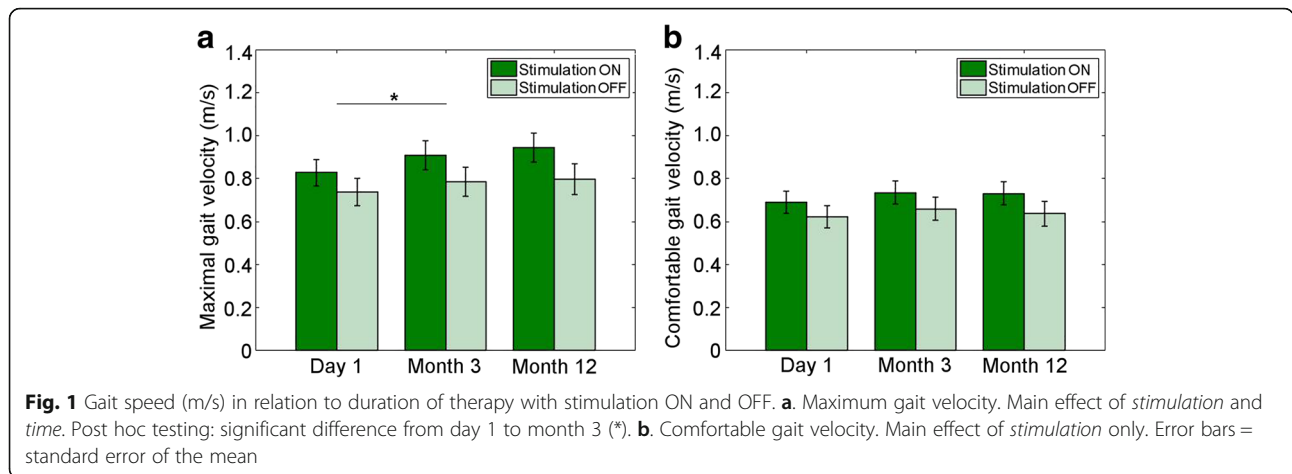 a
1.4
1.2
1.0
0.8
0.6
0.4
0.2
0
Maximal gait velocity (m/s)
Stimulation ON
Stimulation OFF
*
Day 1 Month 3 Month 12
b
1.4
1.2
1.0
0.8
0.6
0.4
0.2
0
Comfortable gait velocity (m/s)
Stimulation ON
Stimulation OFF
Day 1 Month 3 Month 12
Fig. 1 Gait speed (m/s) in relation to duration of therapy with stimulation ON and OFF. a. Maximum gait velocity. Main effect of stimulation and
time. Post hoc testing: significant difference from day 1 to month 3 (*). b. Comfortable gait velocity. Main effect of stimulation only. Error bars =
standard error of the mean